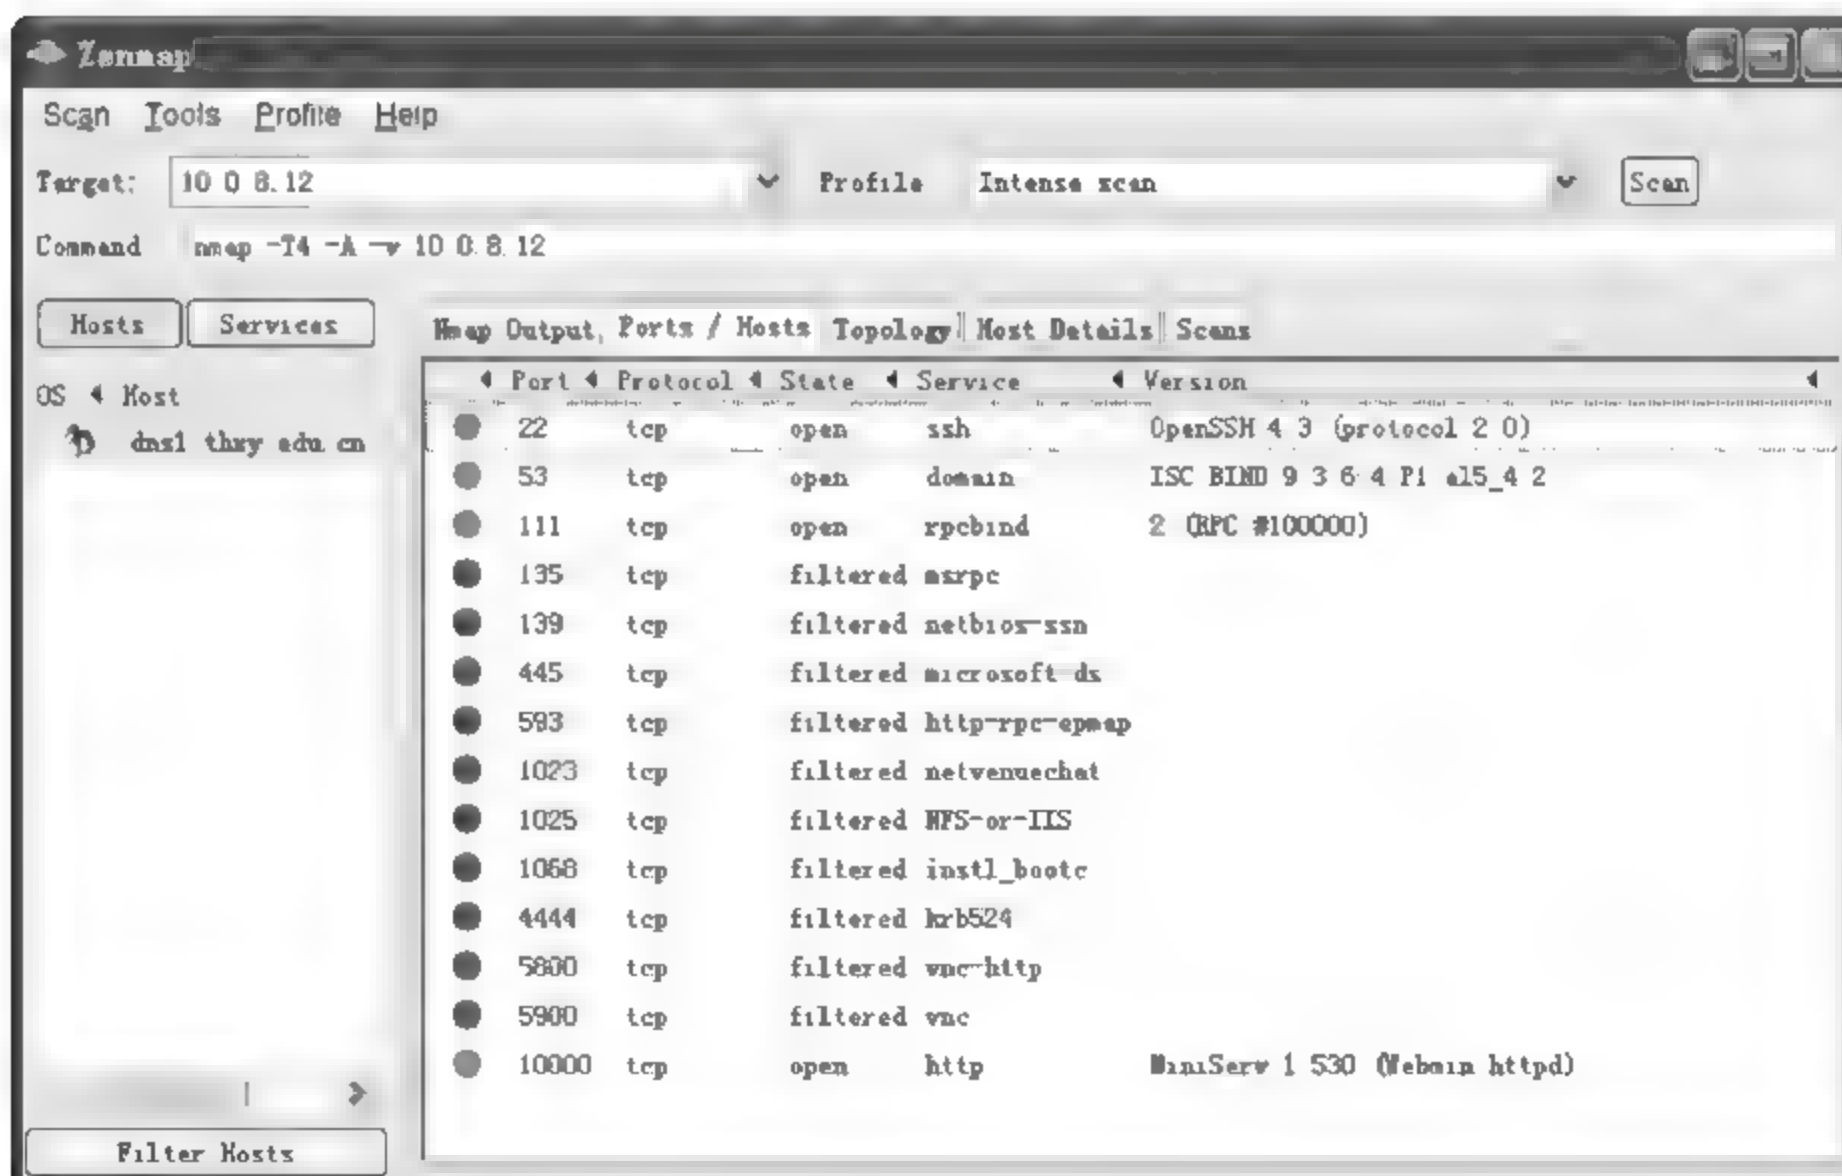 Zenmap
Scan Tools Profile Help
Target: 10 0 8.12 Profile Intense scan Scan
Command nmap -T4 -A -v 10 0.8.12
Hosts Services
Nmap Output Ports / Hosts Topology Host Details Scans
OS Host
dns1 thxy edu cn
Port Protocol State Service Version
22 tcp open ssh OpenSSH 4 3 (protocol 2 0)
53 tcp open domain ISC BIND 9 3 6-4 P1 el5_4 2
111 tcp open rpcbind 2 (RPC #100000)
135 tcp filtered msrpc
139 tcp filtered netbios-ssn
445 tcp filtered microsoft-ds
593 tcp filtered http-rpc-epmap
1023 tcp filtered netvenuechat
1025 tcp filtered NFS-or-IIS
1068 tcp filtered instl_bootc
4444 tcp filtered krb524
5800 tcp filtered vnc-http
5900 tcp filtered vnc
10000 tcp open http MiniServ 1 530 (Webmin httpd)
Filter Hosts